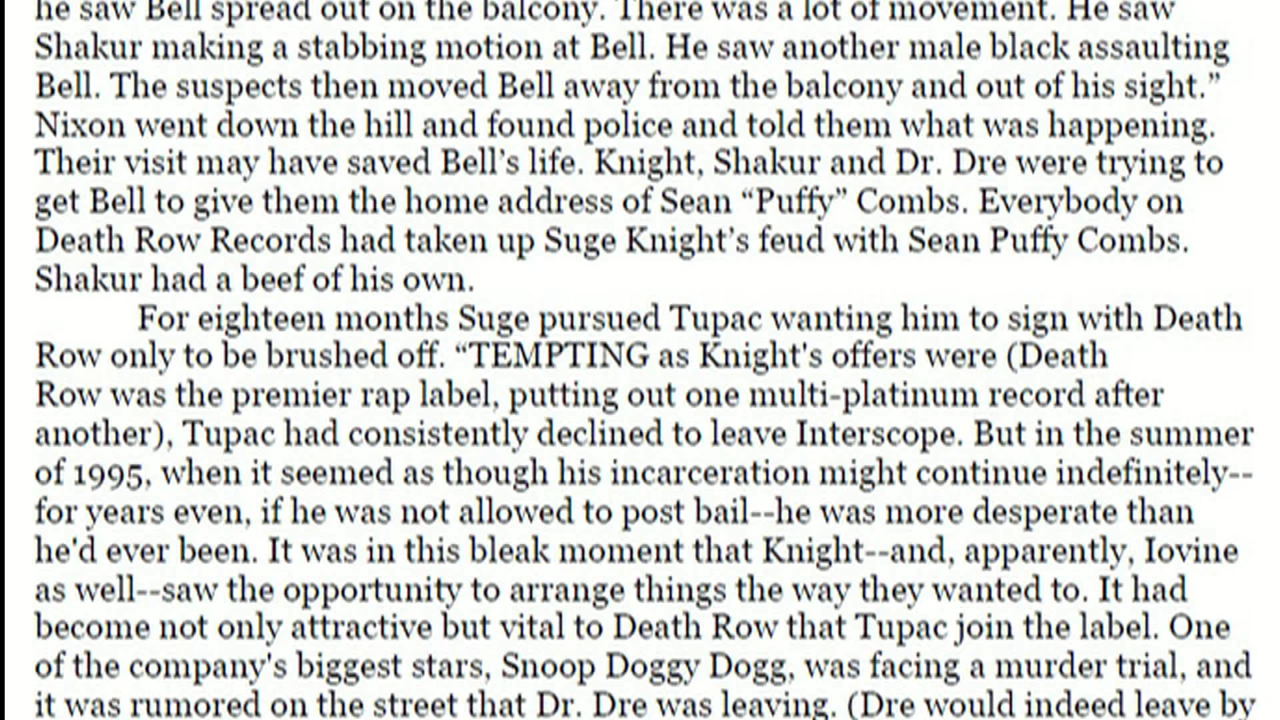 he saw Bell spread out on the balcony. There was a lot of movement. He saw
Shakur making a stabbing motion at Bell. He saw another male black assaulting
Bell. The suspects then moved Bell away from the balcony and out of his sight.”
Nixon went down the hill and found police and told them what was happening.
Their visit may have saved Bell’s life. Knight, Shakur and Dr. Dre were trying to
get Bell to give them the home address of Sean “Puffy” Combs. Everybody on
Death Row Records had taken up Suge Knight’s feud with Sean Puffy Combs.
Shakur had a beef of his own.
For eighteen months Suge pursued Tupac wanting him to sign with Death
Row only to be brushed off. “TEMPTING as Knight's offers were (Death
Row was the premier rap label, putting out one multi-platinum record after
another), Tupac had consistently declined to leave Interscope. But in the summer
of 1995, when it seemed as though his incarceration might continue indefinitely--
for years even, if he was not allowed to post bail--he was more desperate than
he'd ever been. It was in this bleak moment that Knight--and, apparently, Iovine
as well--saw the opportunity to arrange things the way they wanted to. It had
become not only attractive but vital to Death Row that Tupac join the label. One
of the company's biggest stars, Snoop Doggy Dogg, was facing a murder trial, and
it was rumored on the street that Dr. Dre was leaving. (Dre would indeed leave by